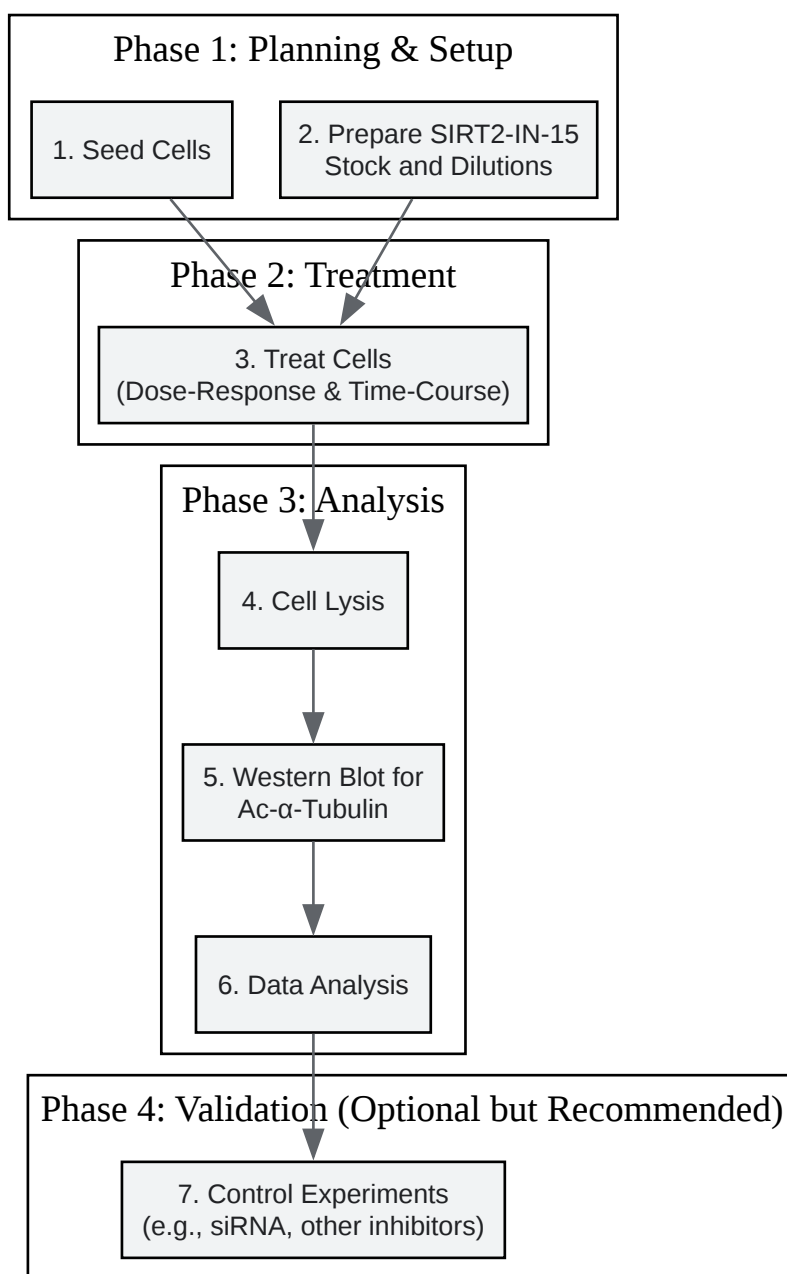 Phase 1: Planning & Setup
1. Seed Cells
2. Prepare SIRT2-IN-15
Stock and Dilutions
Phase 2: Treatment
3. Treat Cells
(Dose-Response & Time-Course)
Phase 3: Analysis
4. Cell Lysis
5. Western Blot for
Ac-α-Tubulin
6. Data Analysis
Phase 4: Validation (Optional but Recommended)
7. Control Experiments
(e.g., siRNA, other inhibitors)